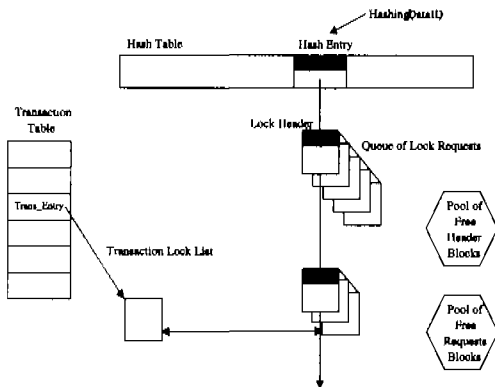 Hashing(DataID)
Hash Table
Hash Entry
Transaction
Table
Lock Header
Queue of Lock Requests
Trans_Entry
Transaction Lock List
Pool of
Free
Header
Blocks
Pool of
Free
Requests
Blocks